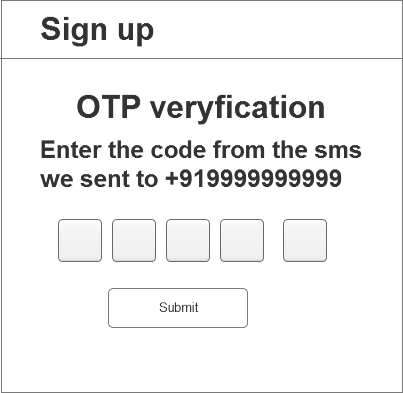 Sign up
OTP veryfication
Enter the code from the sms
we sent to +919999999999
Submit